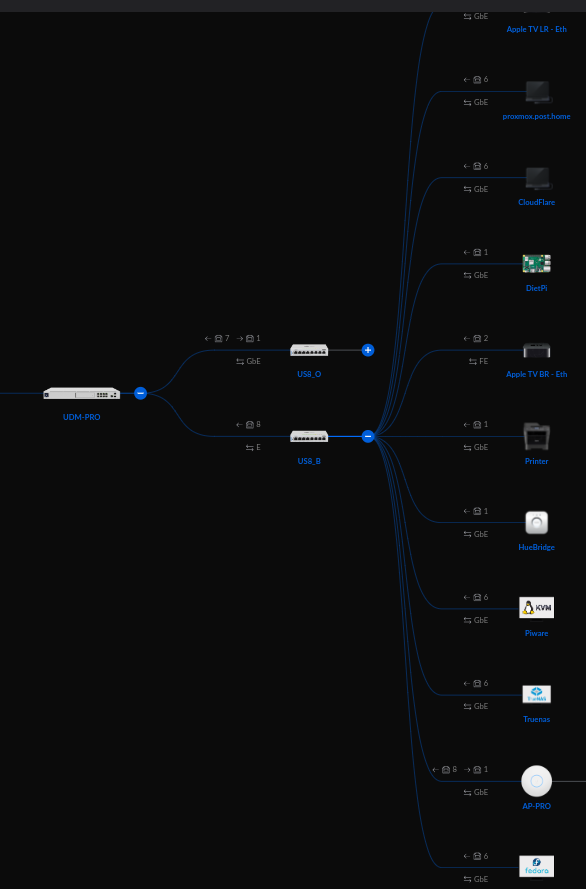 GbE
Apple TV LR - Eth
← 6
GbE
proxmox.post.home
← 6
GbE
CloudFlare
← 1
GbE
DietPi
← 7 → 1
GbE
US8_O
← 2
FE
Apple TV BR - Eth
UDM-PRO
← 8
E
US8_B
← 1
GbE
Printer
← 1
GbE
HueBridge
← 6
GbE
KVM
Piware
← 6
GbE
TrueNAS
Truenas
← 8 → 1
GbE
AP-PRO
← 6
GbE
fedora